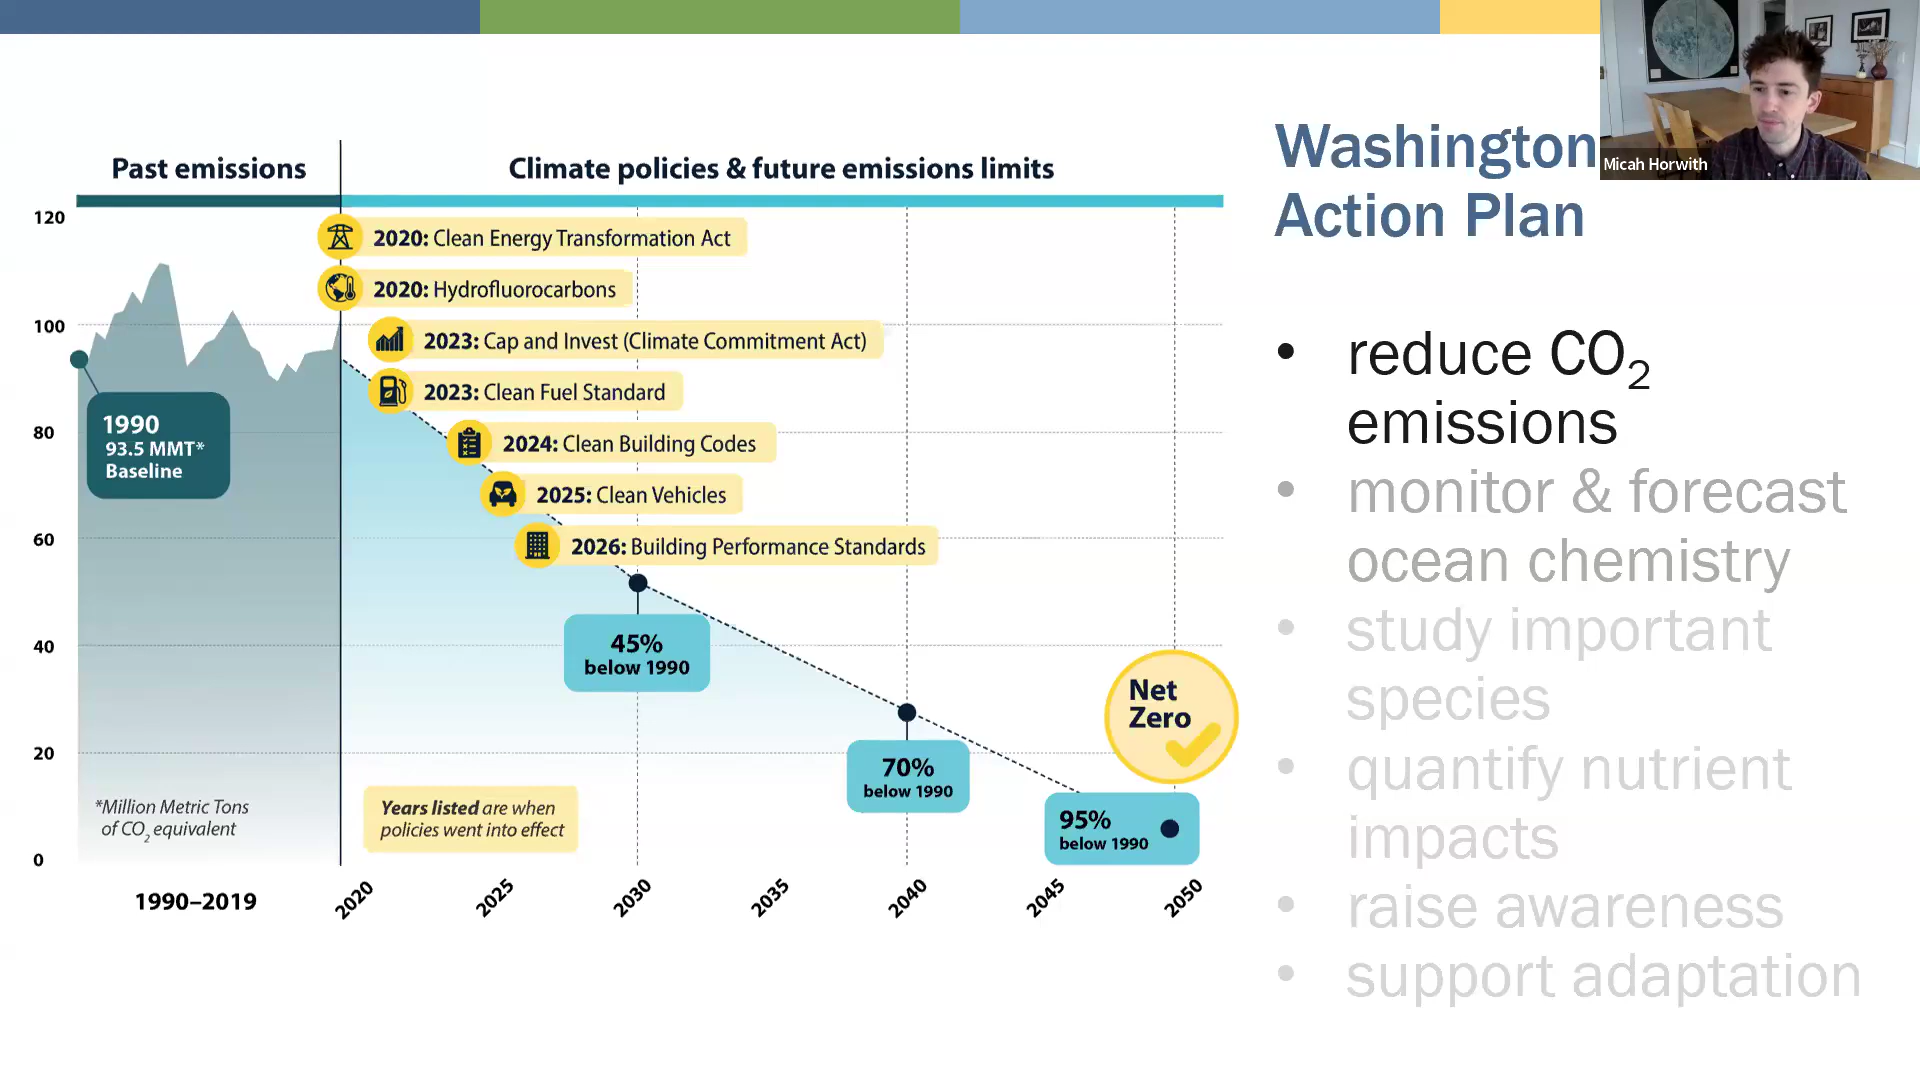 Past emissions
Climate policies & future emissions limits
120
100
80
60
40
20
0
2020: Clean Energy Transformation Act
2020: Hydrofluorocarbons
2023: Cap and Invest (Climate Commitment Act)
2023: Clean Fuel Standard
2024: Clean Building Codes
2025: Clean Vehicles
2026: Building Performance Standards
1990
93.5 MMT*
Baseline
45%
below 1990
70%
below 1990
95%
below 1990
Net
Zero
*Million Metric Tons
of CO2 equivalent
Years listed are when
policies went into effect
1990–2019
2020
2025
2030
2035
2040
2045
2050
Washington
Action Plan
• reduce CO2
emissions
• monitor & forecast
ocean chemistry
• study important
species
• quantify nutrient
impacts
• raise awareness
• support adaptation
Micah Horwith